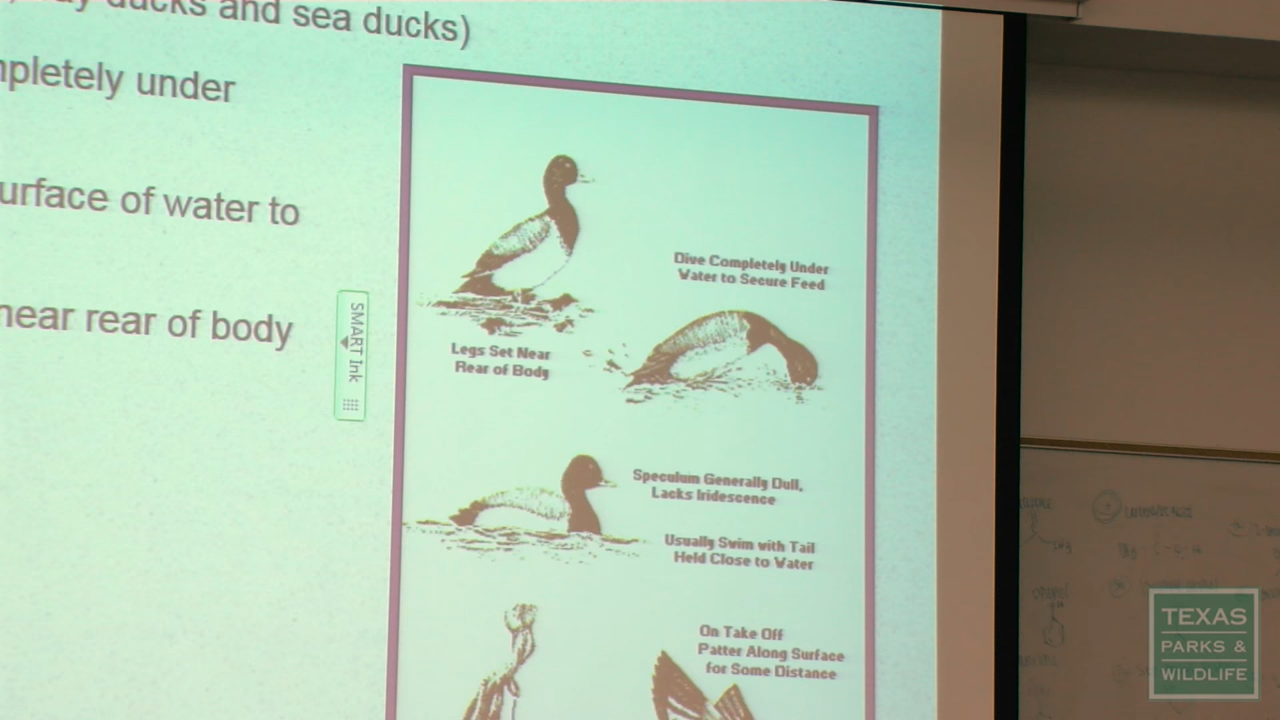 ducks and sea ducks)
mpletely under
urface of water to
near rear of body
SMART Ink
Dive Completely Under
Water to Secure Feed
Legs Set Near
Rear of Body
Speculum Generally Dull,
Lacks Iridescence
Usually Swim with Tail
Held Close to Water
On Take Off
Patter Along Surface
for Some Distance
TEXAS
PARKS &
WILDLIFE